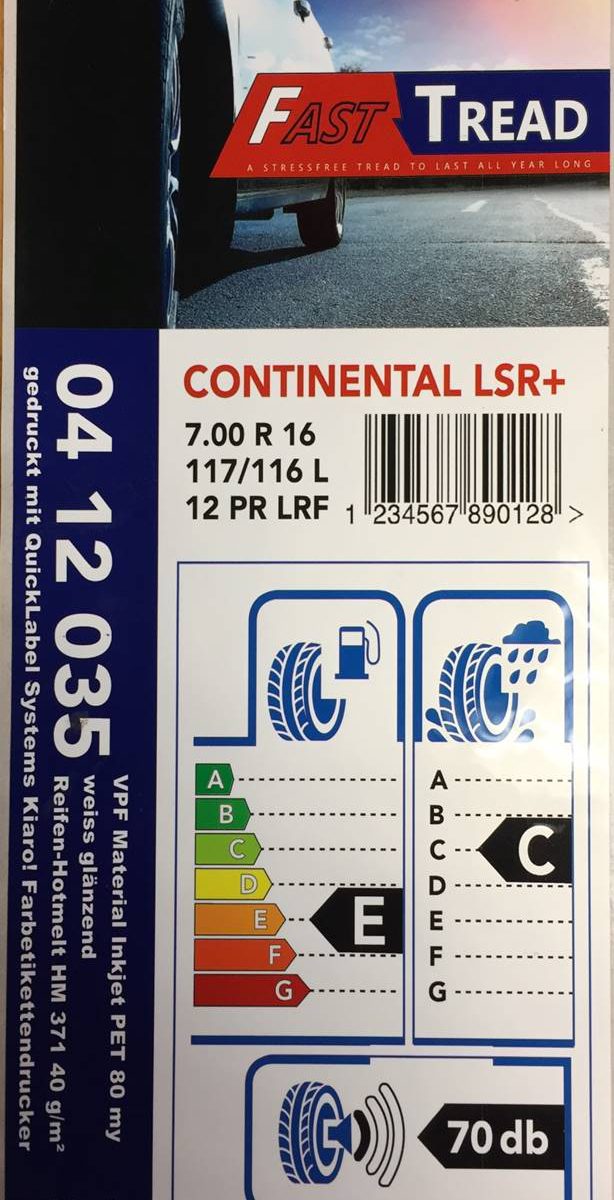 FAST TREAD
A STRESSFREE TREAD TO LAST ALL YEAR LONG
CONTINENTAL LSR+
7.00 R 16
117/116 L
12 PR LRF
1 234567 890128 >
A
B
C
D
E
F
G
E
A
B
C
D
E
F
G
C
70 db
04 12 035
VPF Material Inkjet PET 80 my
weiss glänzend
Reifen-Hotmelt HM 371 40 g/m²
gedruckt mit QuickLabel Systems Kiaro! Farbetikettendrucker